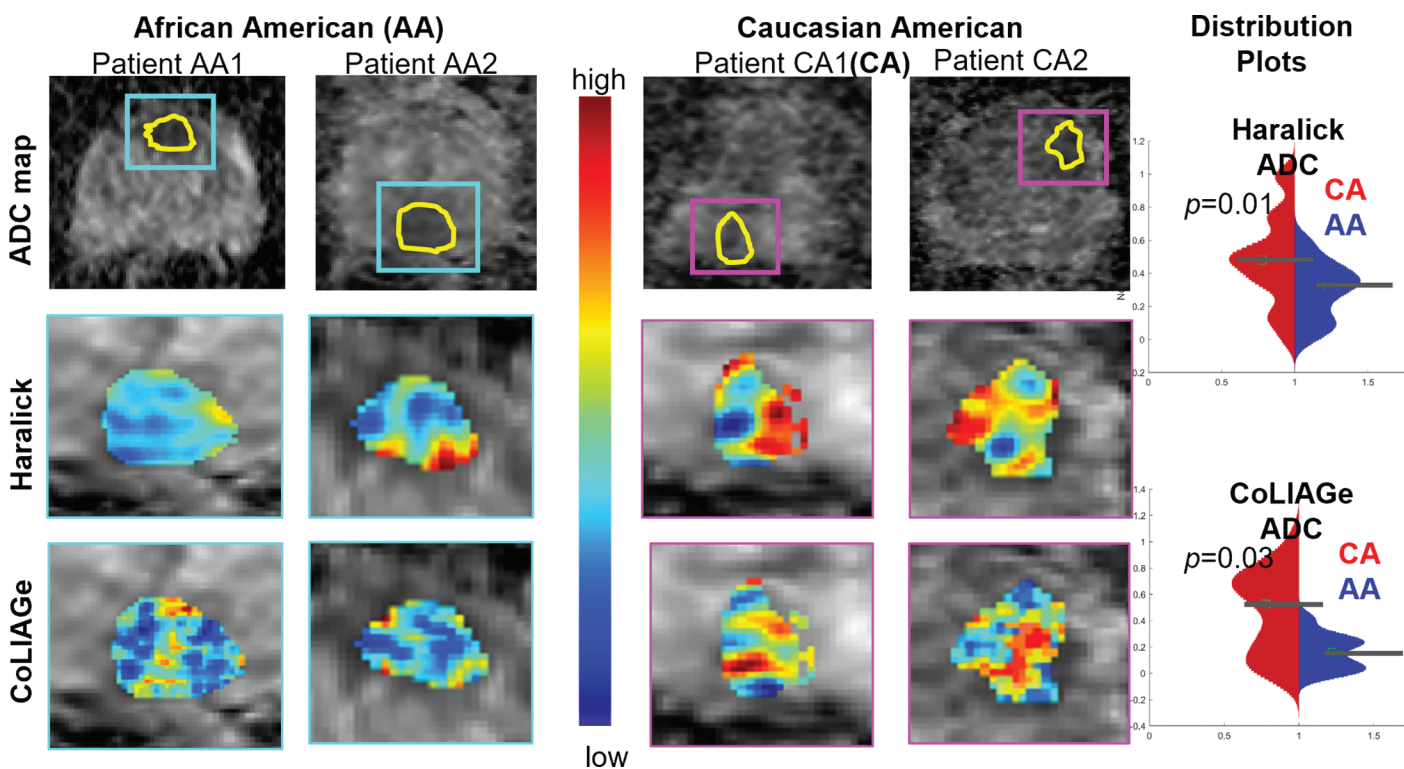 African American (AA)
Caucasian American
Distribution
Plots
Patient AA1
Patient AA2
Patient CA1(CA)
Patient CA2
high
low
ADC map
Haralick
CoLIAGe
Haralick
ADC
p=0.01
CA
AA
1.2
1
0.8
0.6
0.4
0.2
0
0.2
0
0.5
1
1.5
CoLIAGe
ADC
p=0.03
CA
AA
1.4
1.2
1
0.8
0.6
0.4
0.2
0
0.2
0.4
0
0.5
1
1.5